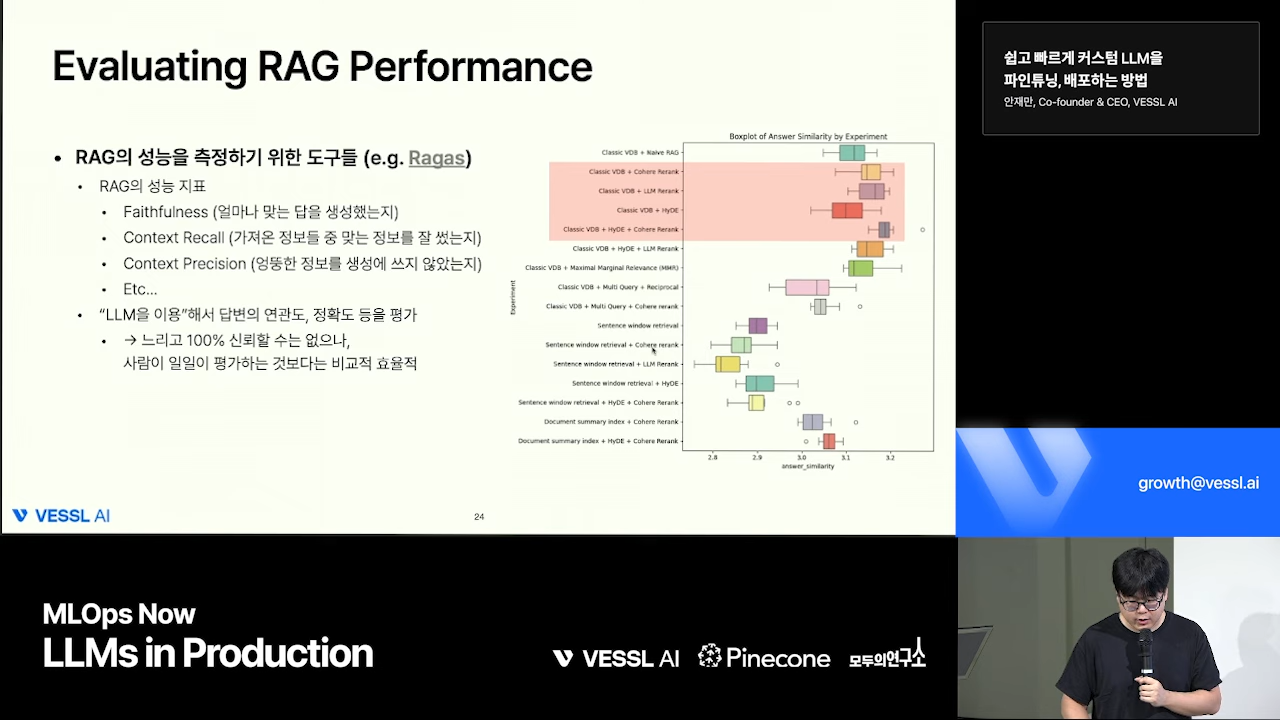 Evaluating RAG Performance
• RAG의 성능을 측정하기 위한 도구들 (e.g. Ragas)
• RAG의 성능 지표
• Faithfulness (얼마나 맞는 답을 생성했는지)
• Context Recall (가져온 정보들 중 맞는 정보를 잘 썼는지)
• Context Precision (엉뚱한 정보를 생성에 쓰지 않았는지)
• Etc...
• “LLM을 이용”해서 답변의 연관도, 정확도 등을 평가
• → 느리고 100% 신뢰할 수는 없으나,
사람이 일일이 평가하는 것보다는 비교적 효율적
Boxplot of Answer Similarity by Experiment
Experiment
Classic VDB + Naive RAG
Classic VDB + Cohere Rerank
Classic VDB + LLM Rerank
Classic VDB + HyDE
Classic VDB + HyDE + Cohere Rerank
Classic VDB + HyDE + LLM Rerank
Classic VDB + Maximal Marginal Relevance (MMR)
Classic VDB + Multi Query + Reciprocal
Classic VDB + Multi Query + Cohere rerank
Sentence window retrieval
Sentence window retrieval + Cohere rerank
Sentence window retrieval + LLM Rerank
Sentence window retrieval + HyDE
Sentence window retrieval + HyDE + Cohere Rerank
Document summary index + Cohere Rerank
Document summary index + HyDE + Cohere Rerank
2.8 2.9 3.0 3.1 3.2
answer_similarity
VESSL AI
24
쉽고 빠르게 커스텀 LLM을
파인튜닝, 배포하는 방법
안재만, Co-founder & CEO, VESSL AI
growth@vessl.ai
MLOps Now
LLMs in Production
VESSL AI Pinecone 모두의연구소